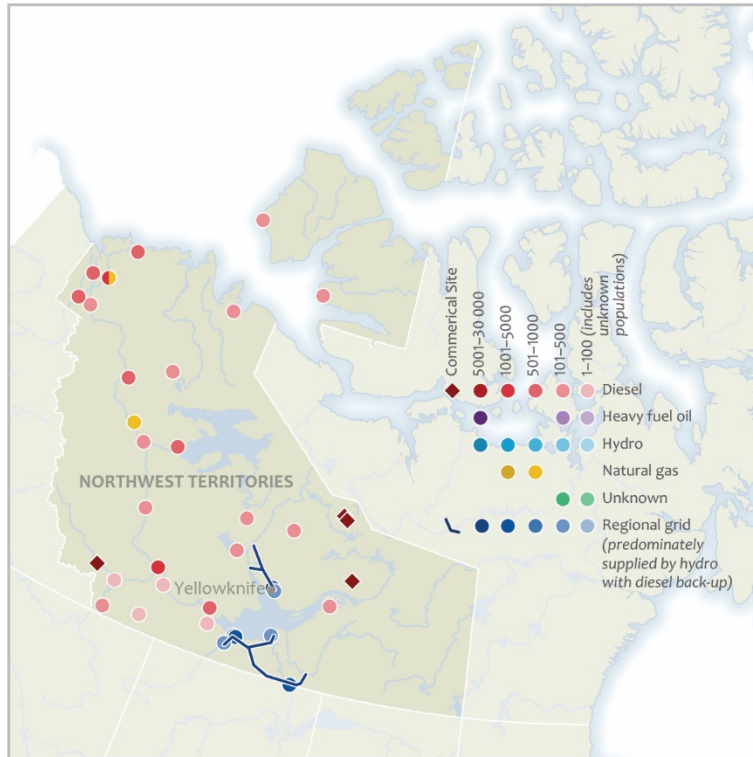 Commerical Site
5001–30 000
1001–5000
501–1000
101–500
1–100 (includes
unknown
populations)
Diesel
Heavy fuel oil
Hydro
Natural gas
Unknown
Regional grid
(predominately
supplied by hydro
with diesel back-up)
NORTHWEST TERRITORIES
Yellowknife